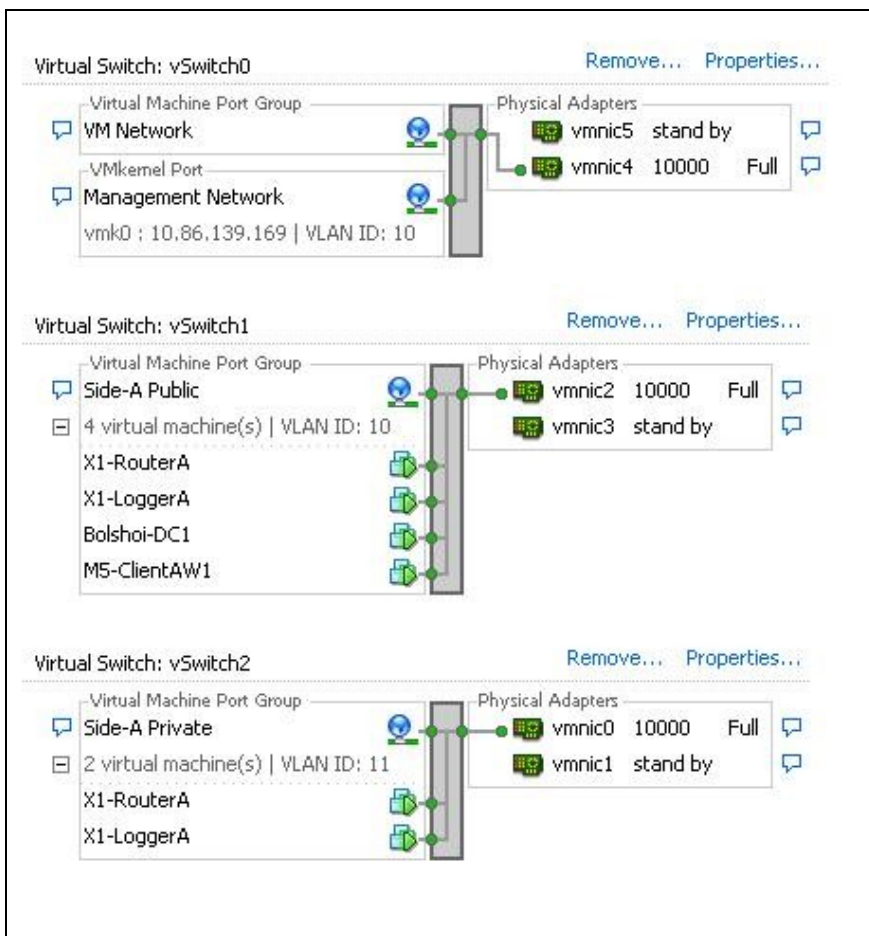 Virtual Switch: vSwitch0 Remove... Properties...
Virtual Machine Port Group
VM Network
VMkernel Port
Management Network
vmk0 : 10.86.139.169 | VLAN ID: 10
Physical Adapters
vmnic5 stand by
vmnic4 10000 Full
Virtual Switch: vSwitch1 Remove... Properties...
Virtual Machine Port Group
Side-A Public
4 virtual machine(s) | VLAN ID: 10
X1-RouterA
X1-LoggerA
Bolshoi-DC1
M5-ClientAW1
Physical Adapters
vmnic2 10000 Full
vmnic3 stand by
Virtual Switch: vSwitch2 Remove... Properties...
Virtual Machine Port Group
Side-A Private
2 virtual machine(s) | VLAN ID: 11
X1-RouterA
X1-LoggerA
Physical Adapters
vmnic0 10000 Full
vmnic1 stand by